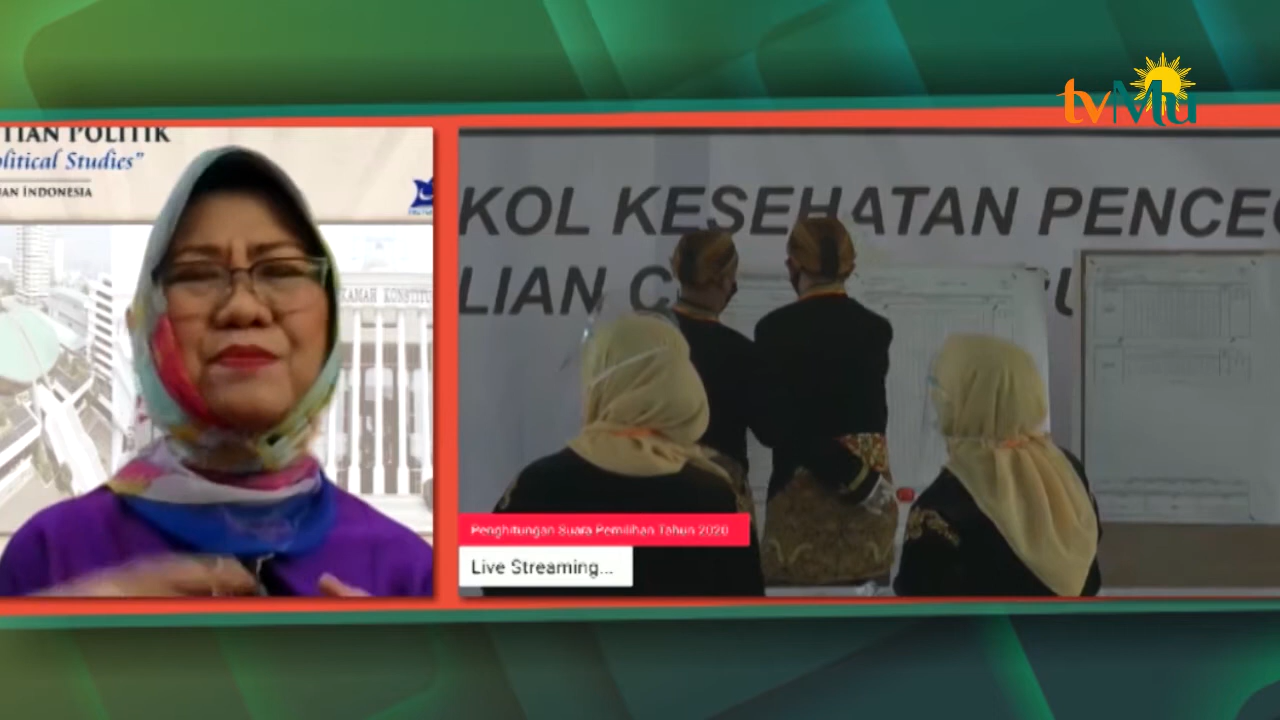 tvMu
TIAN POLITIK
olitical Studies"
AN INDONESIA
KAMAH KONSTITU
KOL KESEHATAN PENCEG
LIAN C
Penghitungan Suara Pemilihan Tahun 2020
Live Streaming...